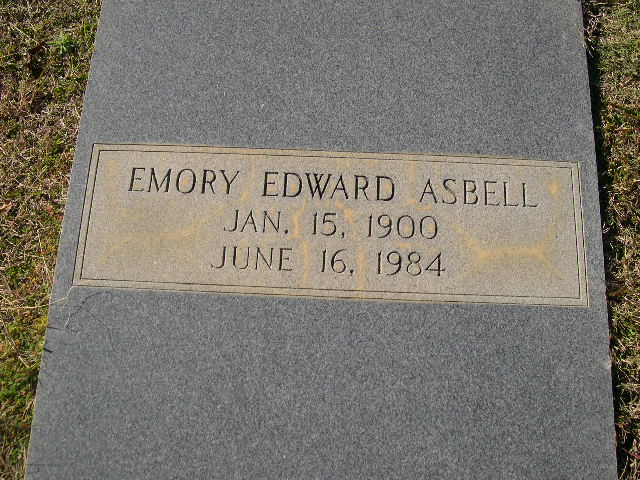 EMORY EDWARD ASBELL
JAN. 15, 1900
JUNE 16, 1984